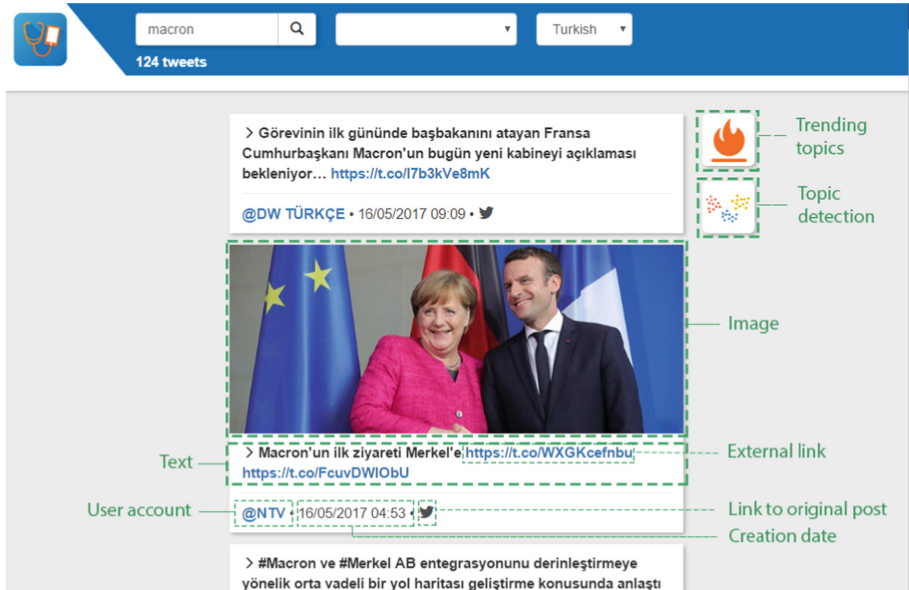 macron
Turkish
124 tweets
> Görevinin ilk gününde başbakanını atayan Fransa
Cumhurbaşkanı Macron'un bugün yeni kabineyi açıklaması
bekleniyor… https://t.co/I7b3kVe8mK
@DW TÜRKÇE • 16/05/2017 09:09 •
Trending
topics
Topic
detection
Image
> Macron'un ilk ziyareti Merkel'e https://t.co/WXGKcefnbu
https://t.co/FcuvDWIObU
External link
Text
User account
@NTV • 16/05/2017 04:53 •
Link to original post
Creation date
> #Macron ve #Merkel AB entegrasyonunu derinleştirmeye
yönelik orta vadeli bir yol haritası geliştirme konusunda anlaştı